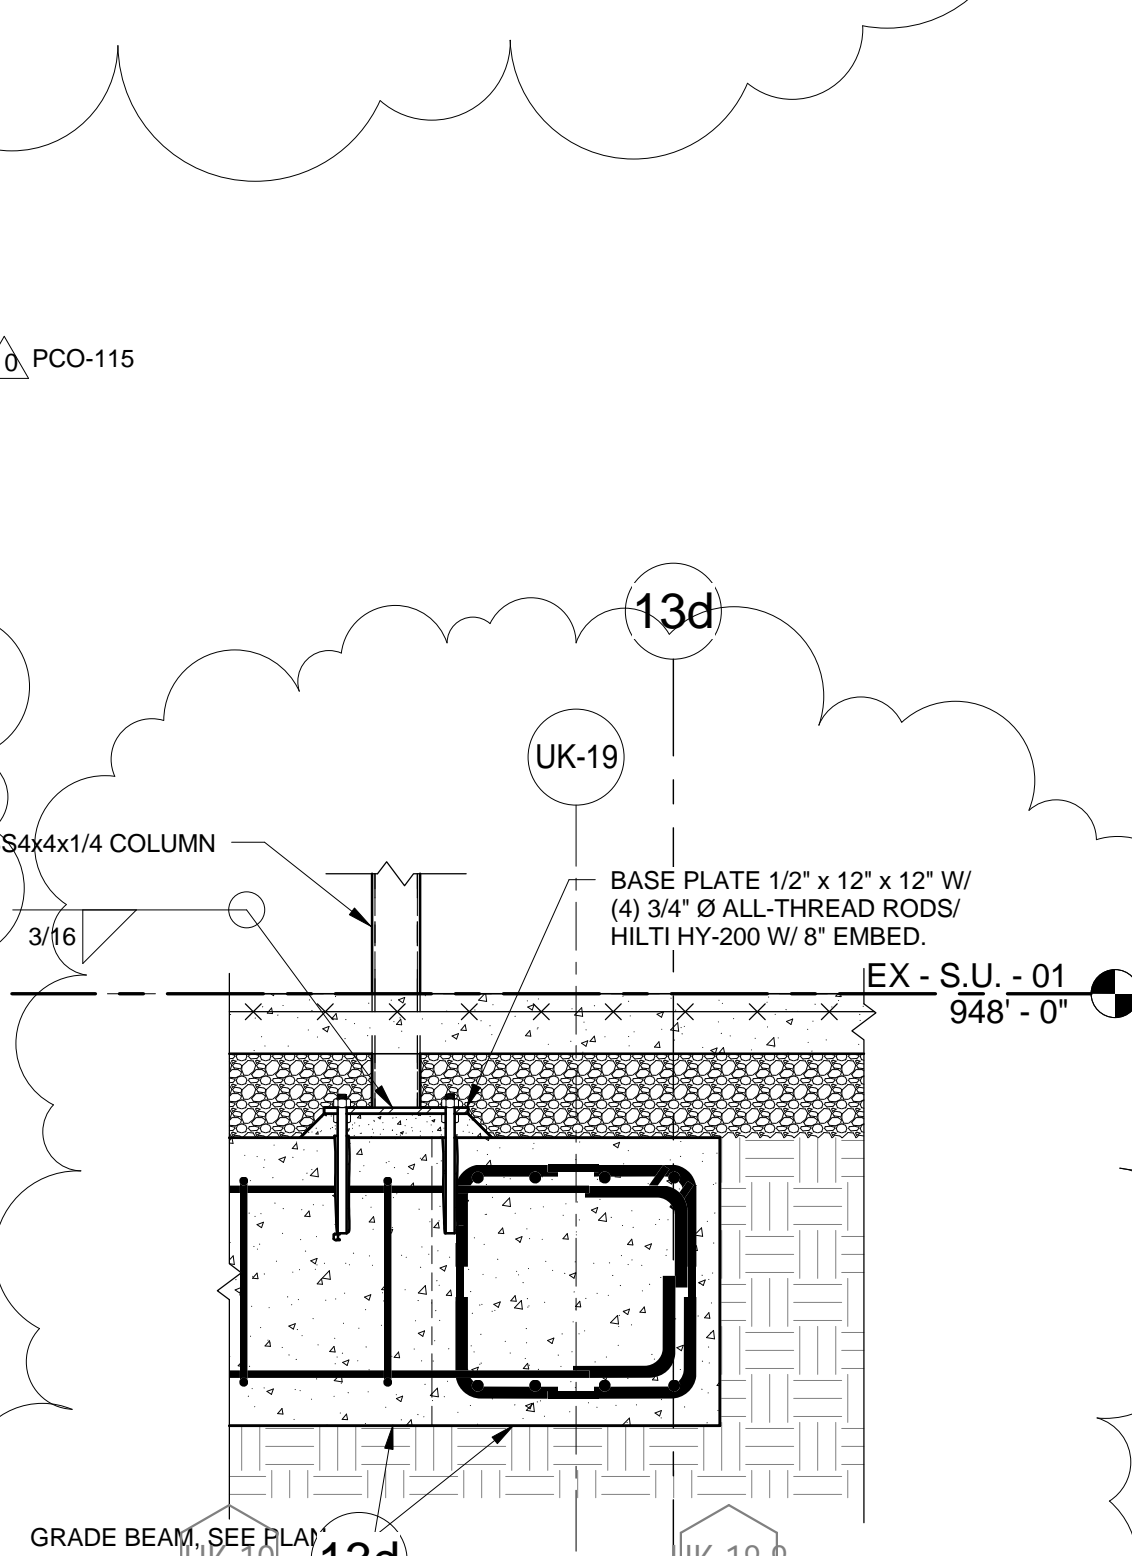 0 PCO-115
13d
UK-19
S4x4x1/4 COLUMN
BASE PLATE 1/2" x 12" x 12" W/
(4) 3/4" Ø ALL-THREAD RODS/
HILTI HY-200 W/ 8" EMBED.
3/16
EX - S.U. - 01
948' - 0"
GRADE BEAM, SEE PLAN